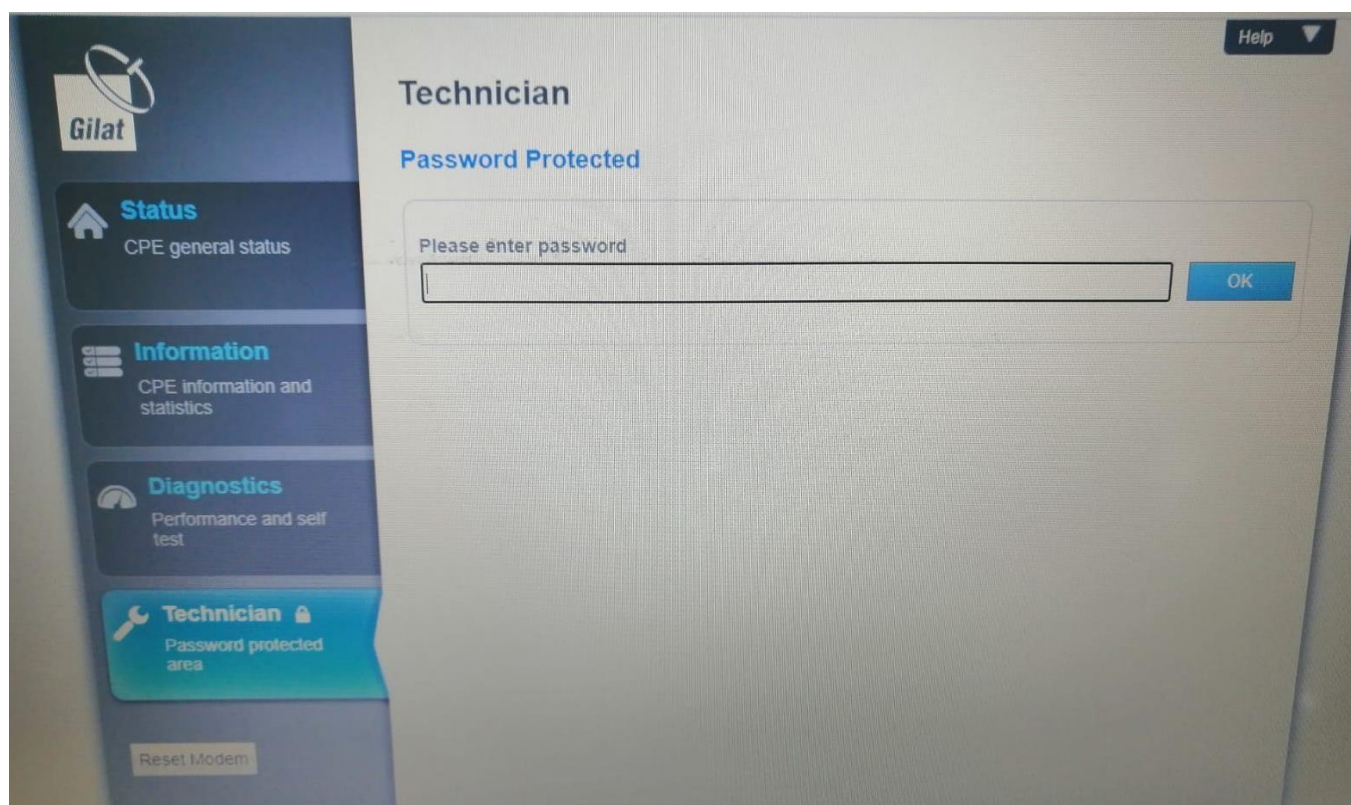 Help
Gilat
Technician
Password Protected
Please enter password
OK
Status
CPE general status
Information
CPE information and
statistics
Diagnostics
Performance and self
test
Technician
Password protected
area
Reset Modem